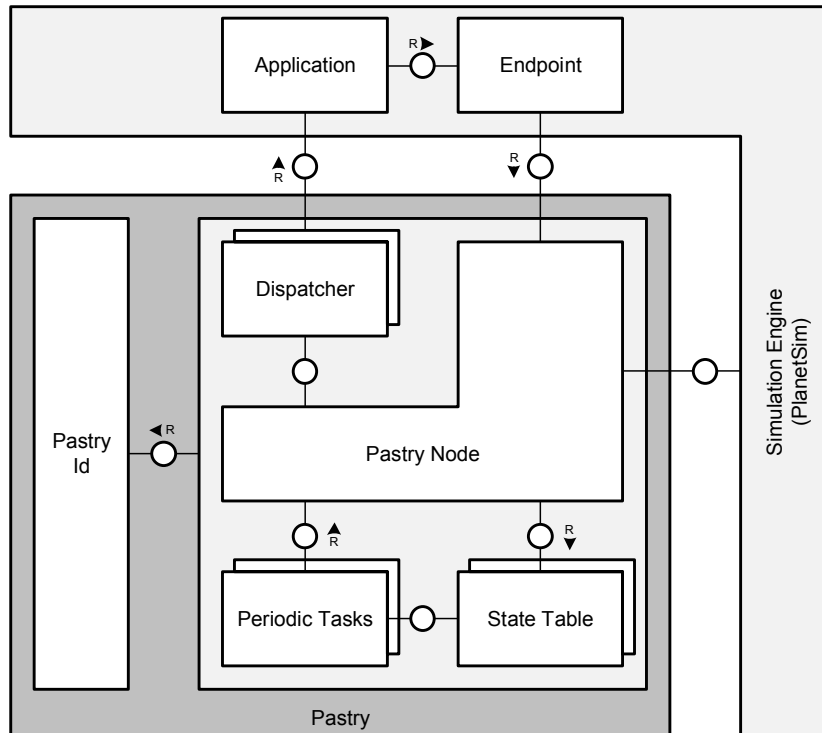 R
Application
Endpoint
R
R
Dispatcher
Simulation Engine
(PlanetSim)
R
Pastry
Id
Pastry Node
R
R
Periodic Tasks
State Table
Pastry